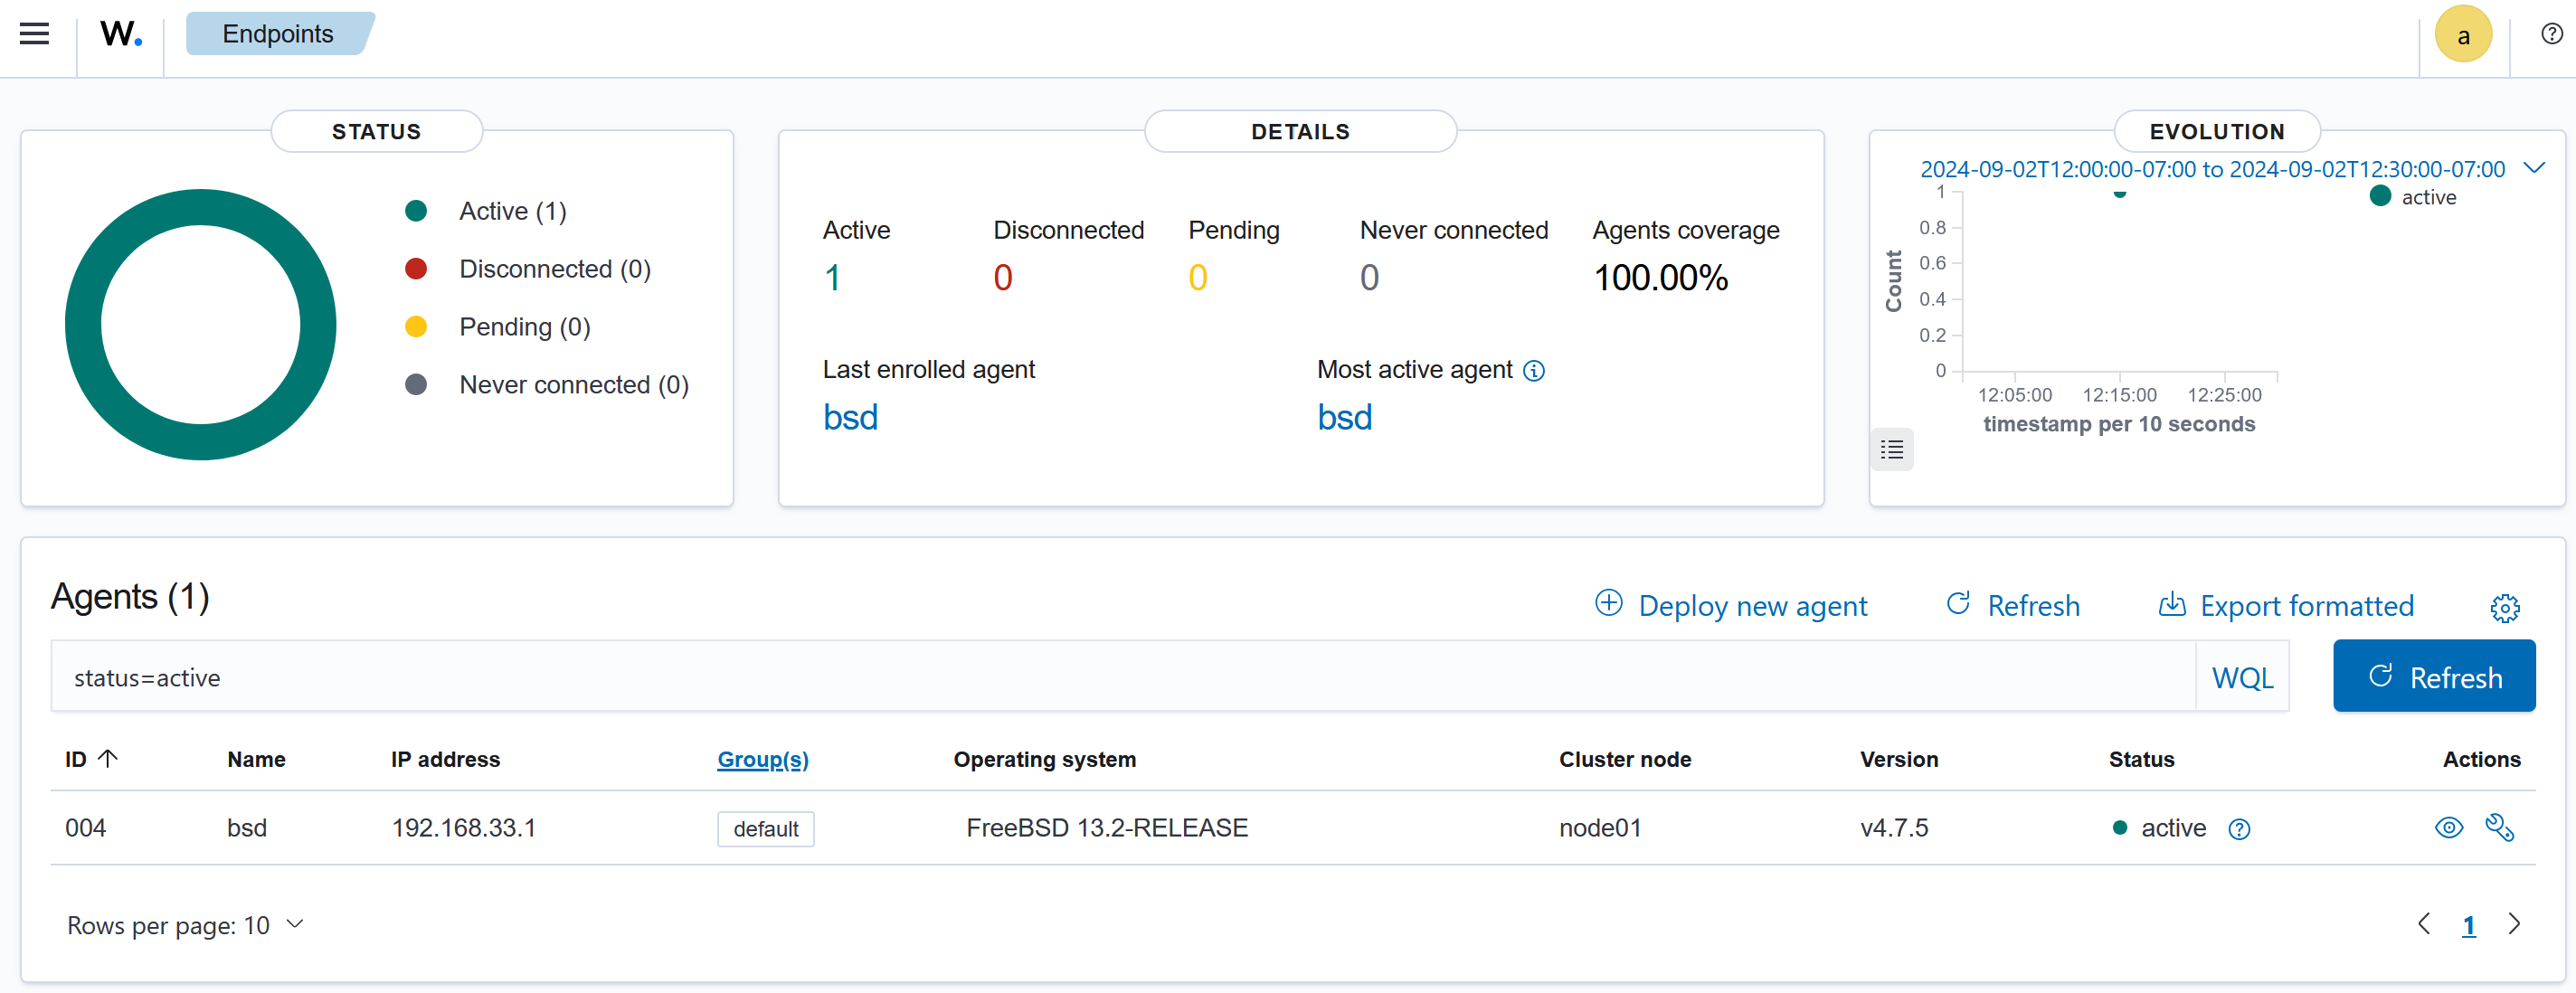 W. Endpoints a
STATUS
Active (1)
Disconnected (0)
Pending (0)
Never connected (0)
DETAILS
Active Disconnected Pending Never connected Agents coverage
1 0 0 0 100.00%
Last enrolled agent Most active agent
bsd bsd
EVOLUTION
2024-09-02T12:00:00-07:00 to 2024-09-02T12:30:00-07:00
active
1
0.8
0.6
0.4
0.2
0
Count
12:05:00 12:15:00 12:25:00
timestamp per 10 seconds
Agents (1) Deploy new agent Refresh Export formatted
status=active WQL Refresh
ID Name IP address Group(s) Operating system Cluster node Version Status Actions
004 bsd 192.168.33.1 default FreeBSD 13.2-RELEASE node01 v4.7.5 active
Rows per page: 10 1